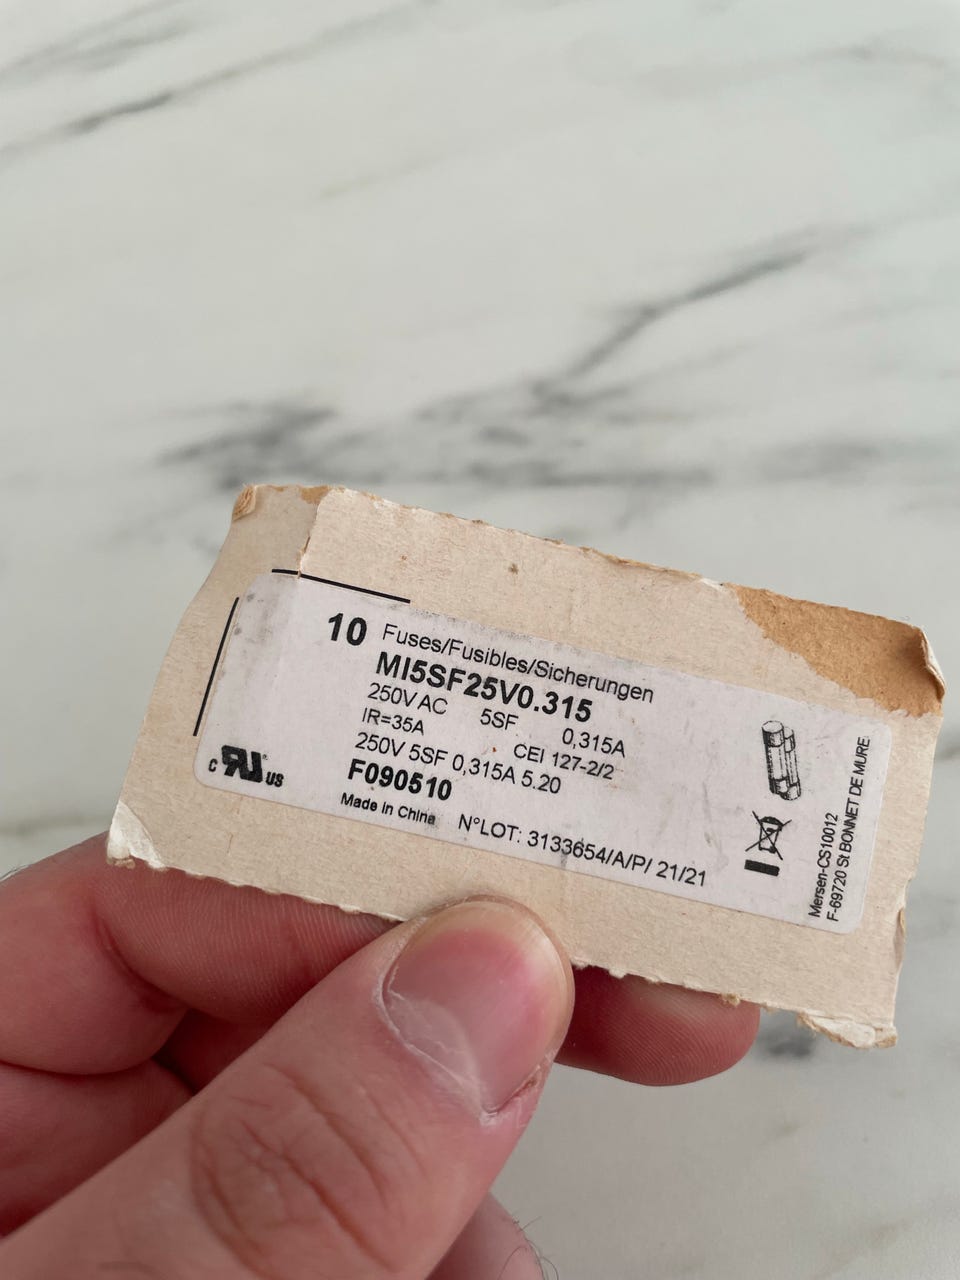 10 Fuses/Fusibles/Sicherungen
MI5SF25V0.315
250V AC 5SF 0,315A
IR=35A CEI 127-2/2
250V 5SF 0,315A 5.20
F090510
Made in China N°LOT: 3133654/A/P/ 21/21
c RU US
Mersen-CS10012
F-69720 St.BONNET DE MURE